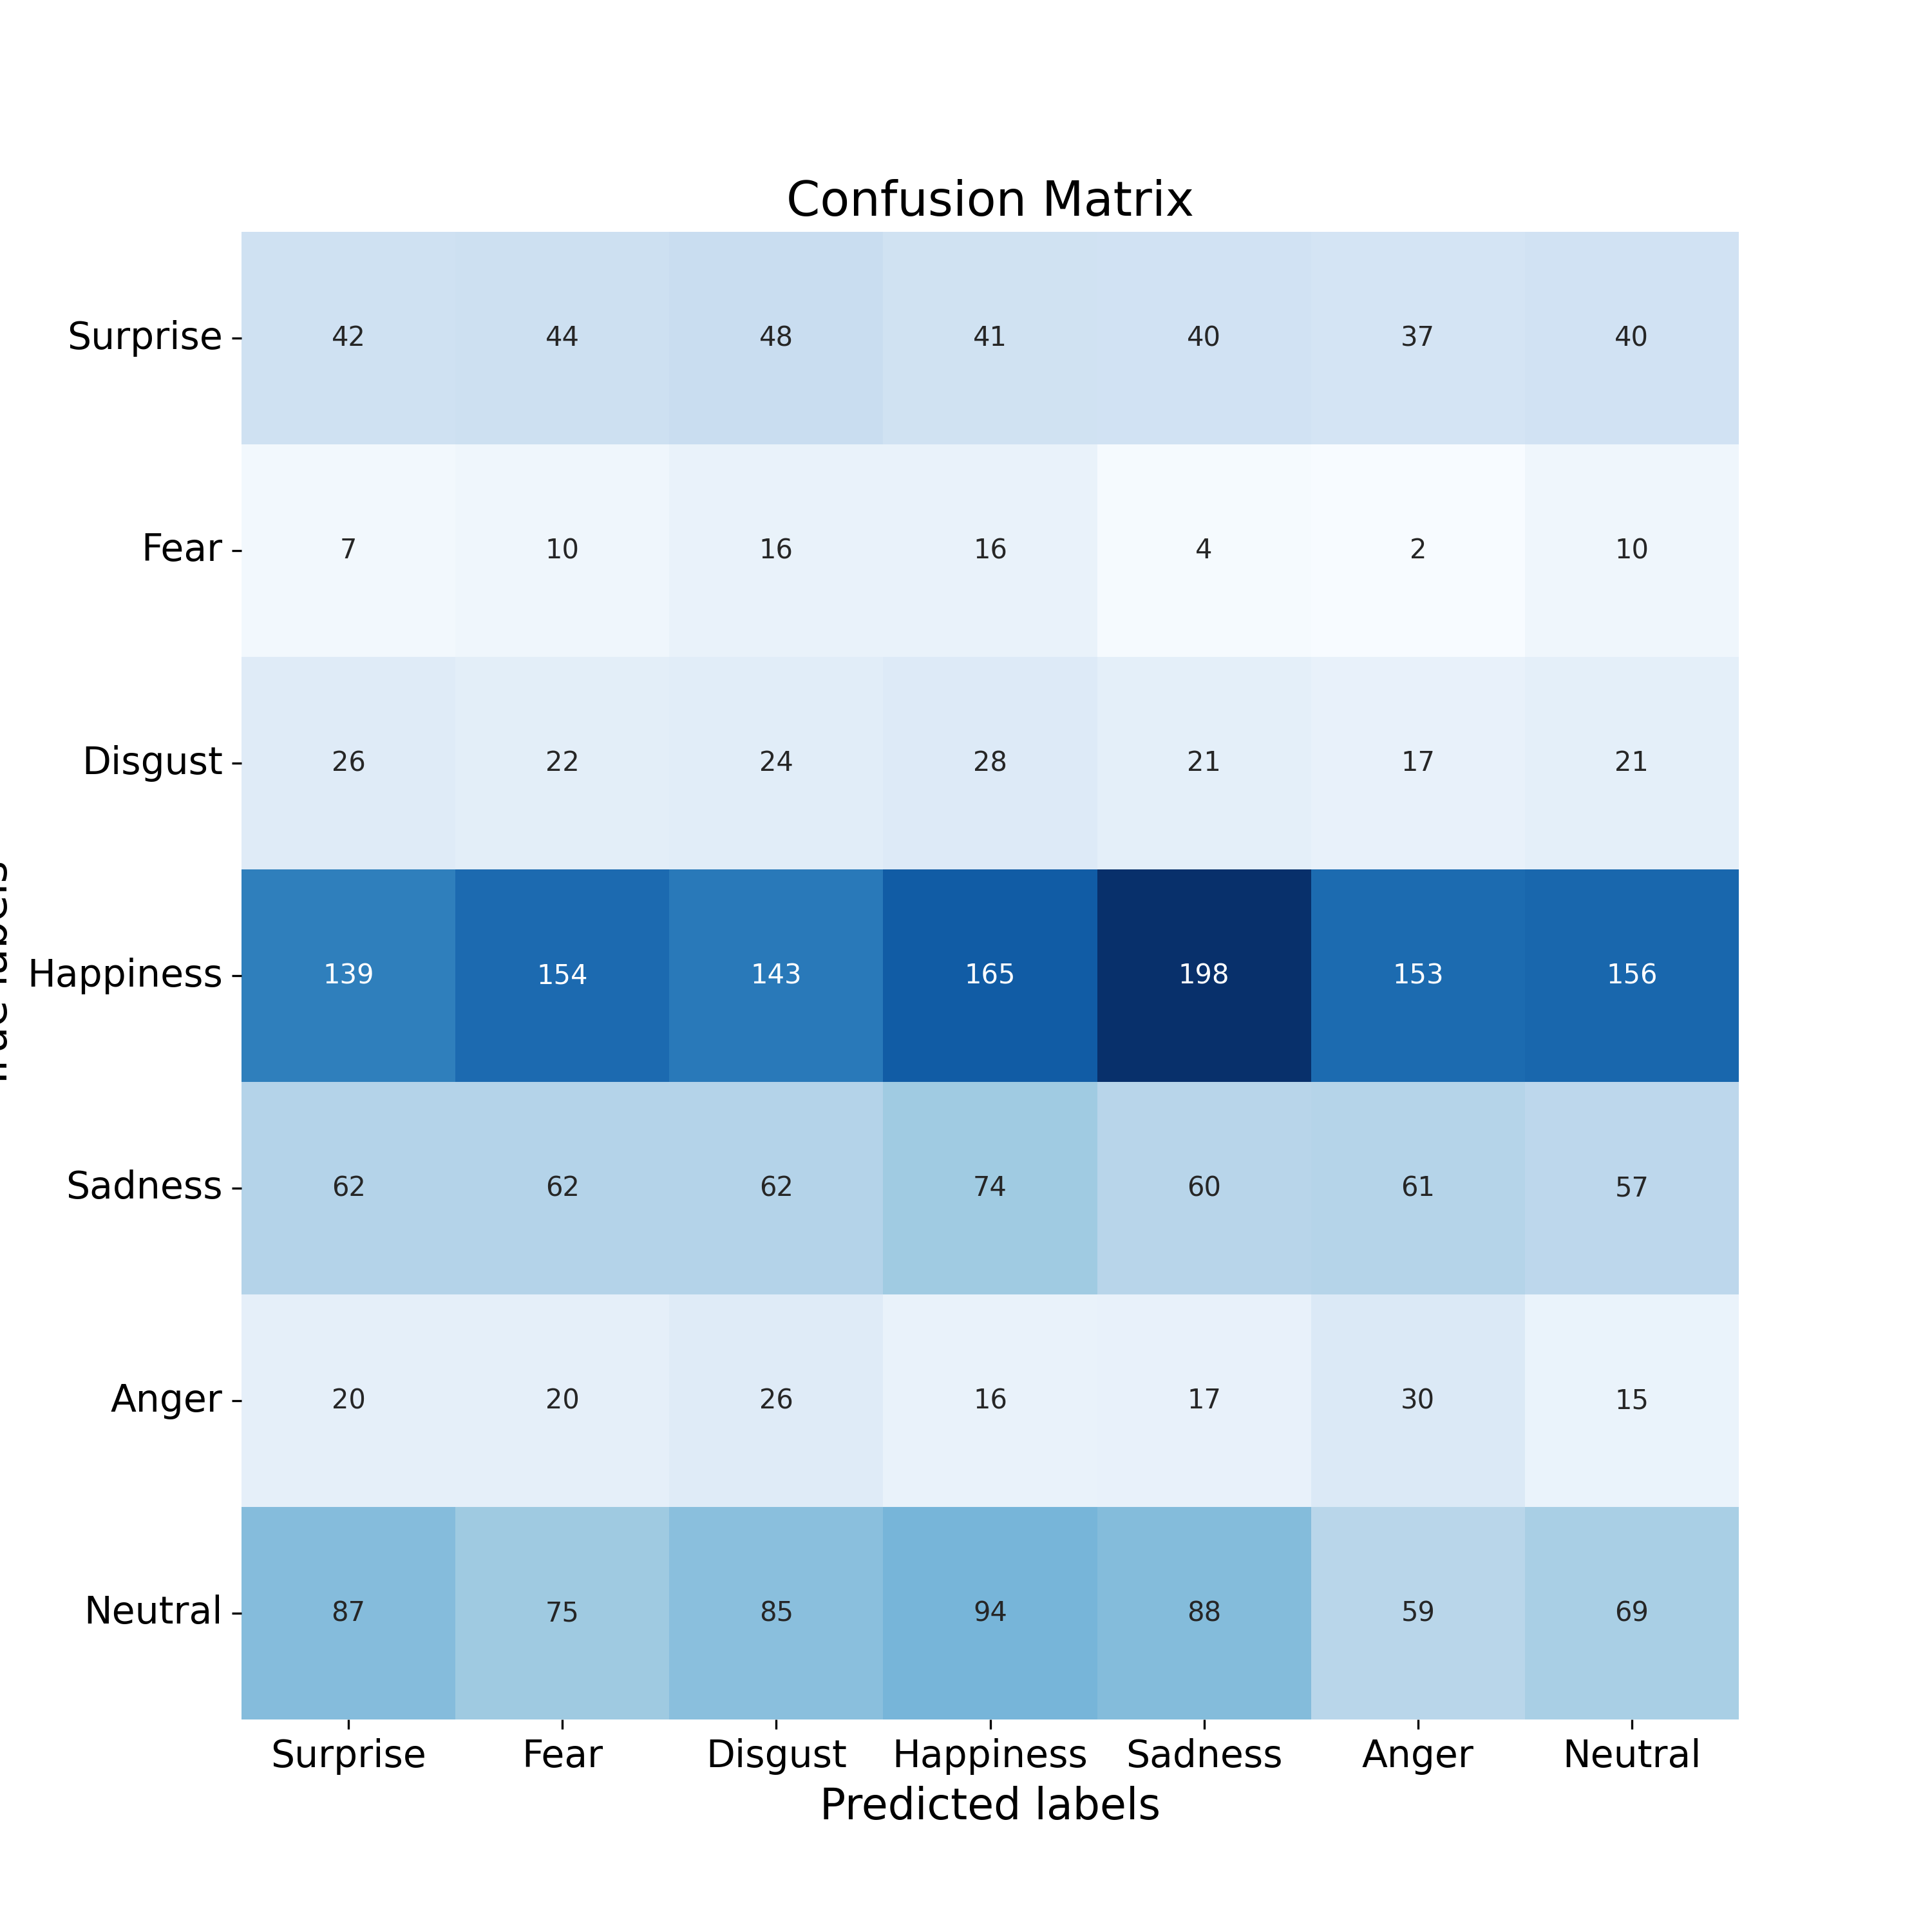 Confusion Matrix
Surprise 42 44 48 41 40 37 40
Fear 7 10 16 16 4 2 10
Disgust 26 22 24 28 21 17 21
Happiness 139 154 143 165 198 153 156
Sadness 62 62 62 74 60 61 57
Anger 20 20 26 16 17 30 15
Neutral 87 75 85 94 88 59 69
Surprise Fear Disgust Happiness Sadness Anger Neutral
Predicted labels